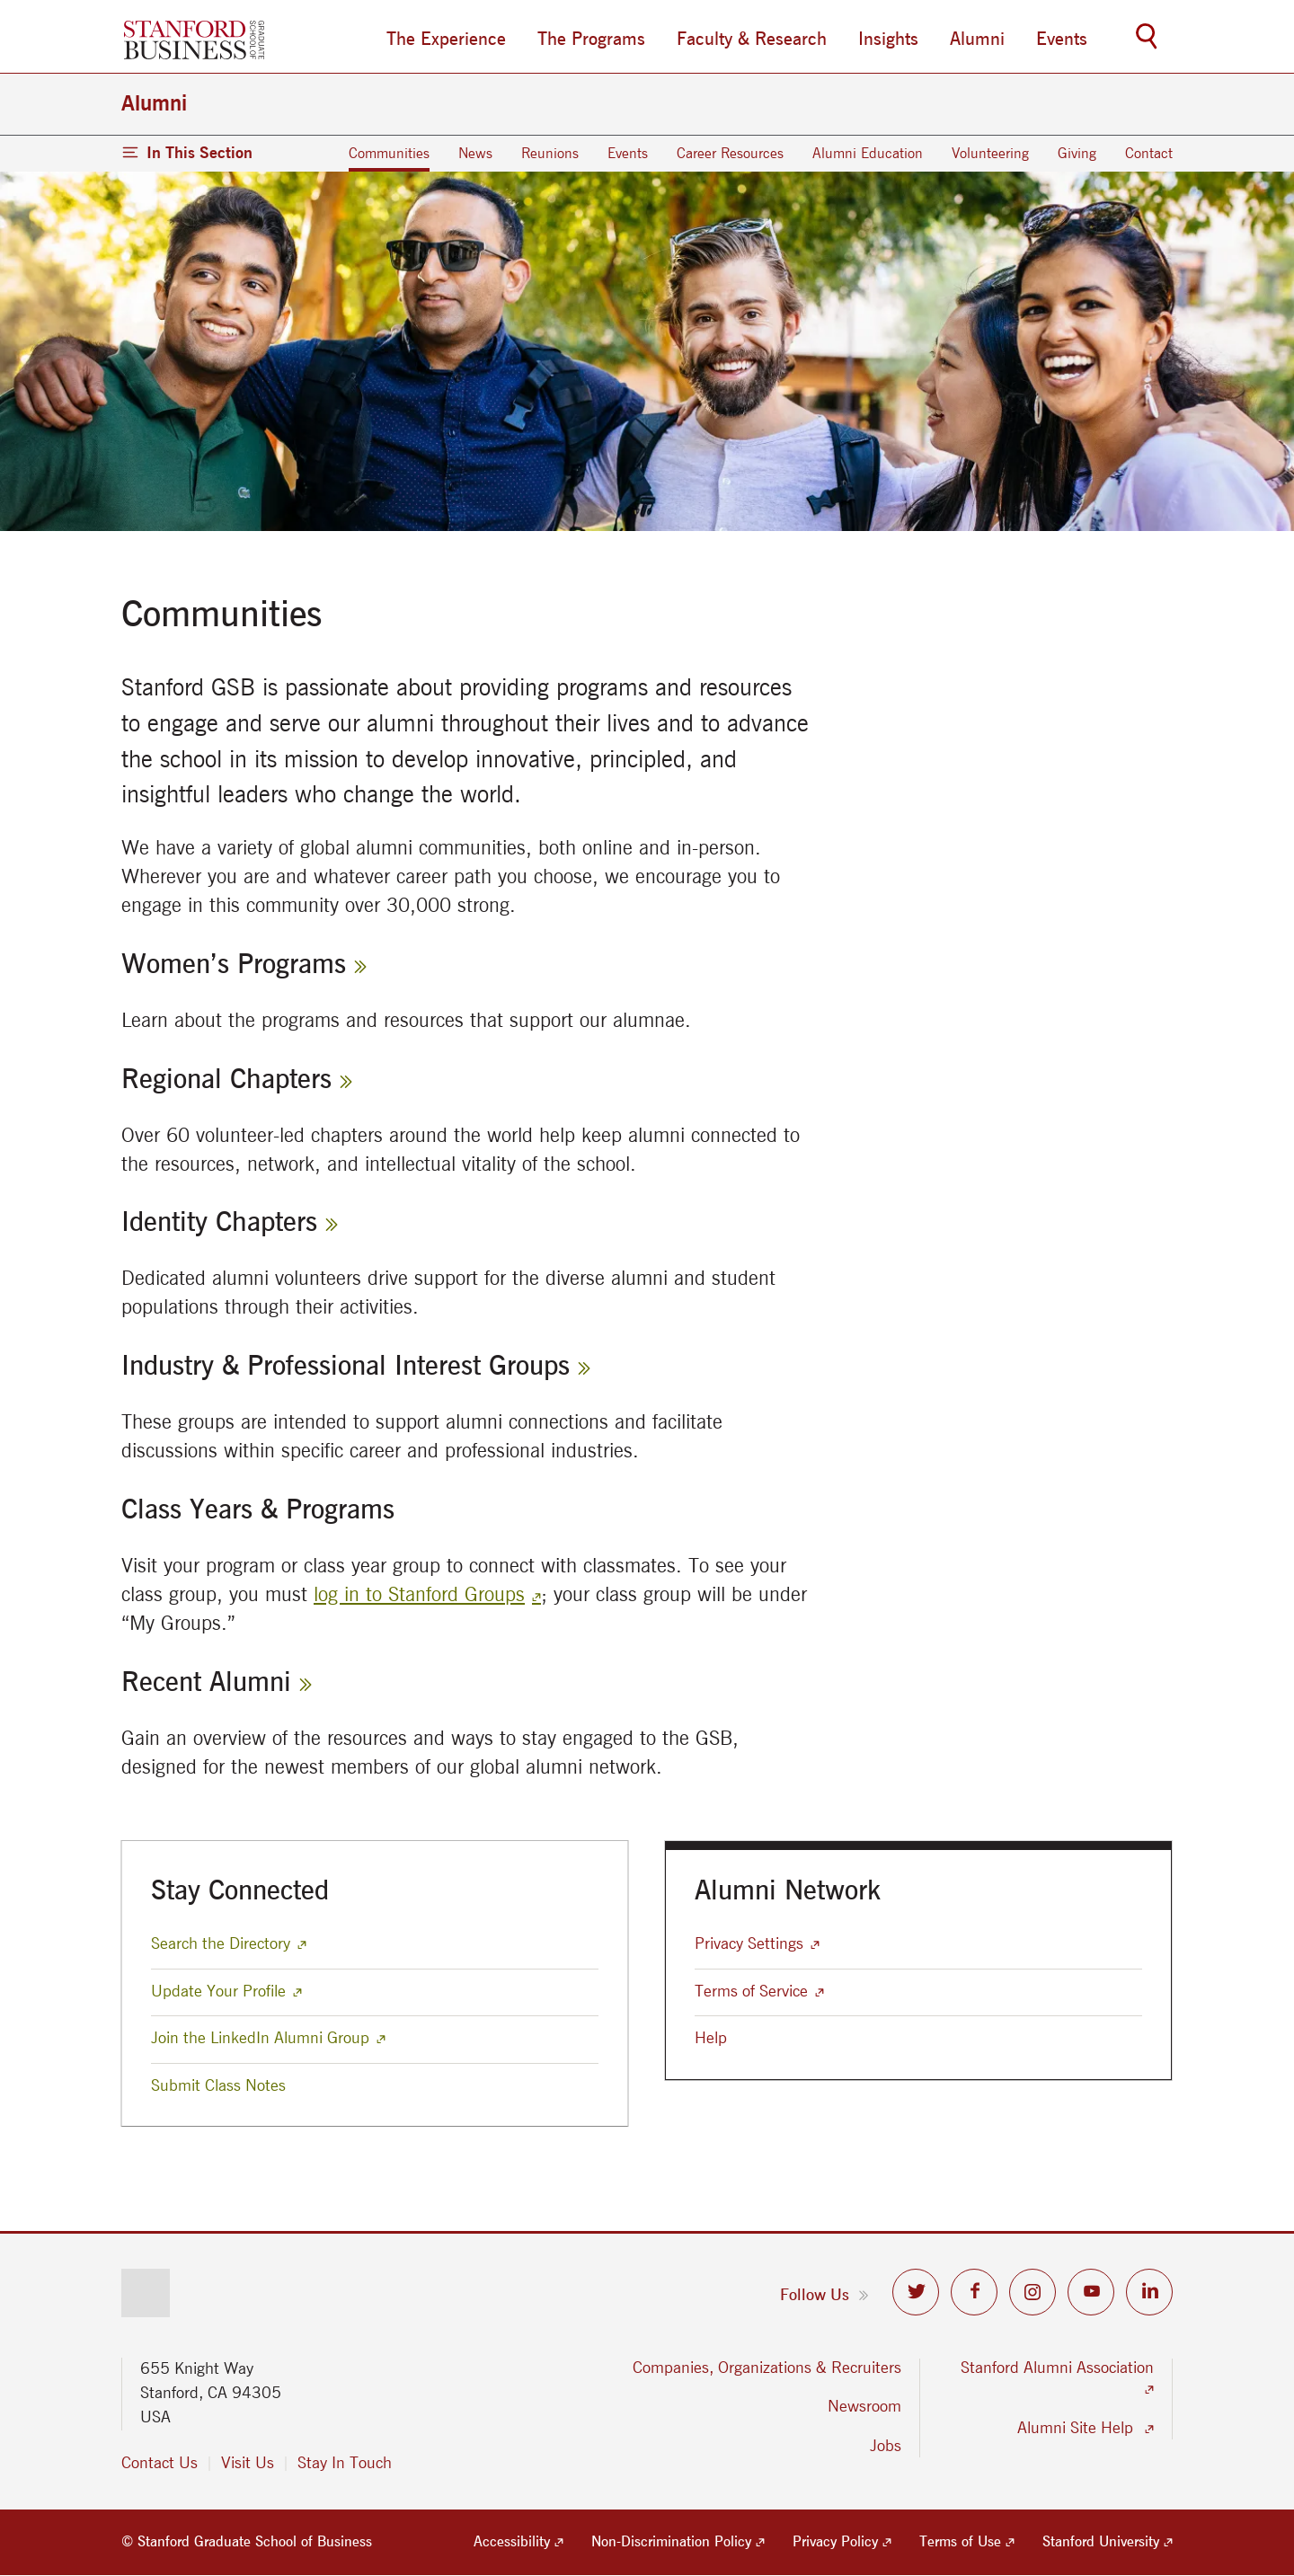 STANFORD
BUSINESS
GRADUATE
SCHOOL OF
The Experience
The Programs
Faculty & Research
Insights
Alumni
Events
Alumni
In This Section
Communities
News
Reunions
Events
Career Resources
Alumni Education
Volunteering
Giving
Contact
Communities
Stanford GSB is passionate about providing programs and resources
to engage and serve our alumni throughout their lives and to advance
the school in its mission to develop innovative, principled, and
insightful leaders who change the world.
We have a variety of global alumni communities, both online and in-person.
Wherever you are and whatever career path you choose, we encourage you to
engage in this community over 30,000 strong.
Women’s Programs »
Learn about the programs and resources that support our alumnae.
Regional Chapters »
Over 60 volunteer-led chapters around the world help keep alumni connected to
the resources, network, and intellectual vitality of the school.
Identity Chapters »
Dedicated alumni volunteers drive support for the diverse alumni and student
populations through their activities.
Industry & Professional Interest Groups »
These groups are intended to support alumni connections and facilitate
discussions within specific career and professional industries.
Class Years & Programs
Visit your program or class year group to connect with classmates. To see your
class group, you must log in to Stanford Groups ; your class group will be under
“My Groups.”
Recent Alumni »
Gain an overview of the resources and ways to stay engaged to the GSB,
designed for the newest members of our global alumni network.
Stay Connected
Search the Directory
Update Your Profile
Join the LinkedIn Alumni Group
Submit Class Notes
Alumni Network
Privacy Settings
Terms of Service
Help
Follow Us »
655 Knight Way
Stanford, CA 94305
USA
Contact Us | Visit Us | Stay In Touch
Companies, Organizations & Recruiters
Newsroom
Jobs
Stanford Alumni Association
Alumni Site Help
© Stanford Graduate School of Business
Accessibility
Non-Discrimination Policy
Privacy Policy
Terms of Use
Stanford University